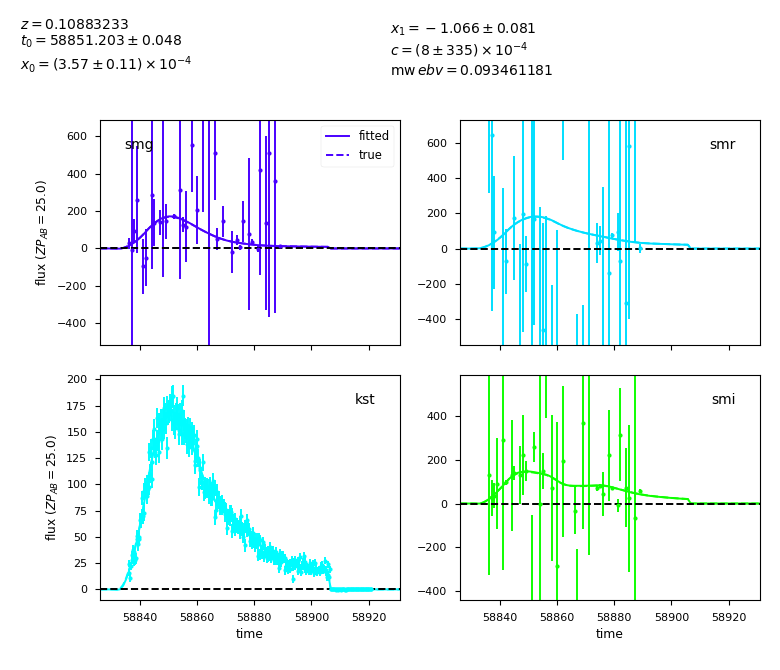 z = 0.10883233
t₀ = 58851.203 ± 0.048
x₀ = (3.57 ± 0.11) × 10⁻⁴
x₁ = −1.066 ± 0.081
c = (8 ± 335) × 10⁻⁴
mw ebv = 0.093461181
smg
fitted
true
600
400
200
0
−200
−400
flux (ZP_AB = 25.0)
smr
600
400
200
0
−200
−400
kst
200
175
150
125
100
75
50
25
0
flux (ZP_AB = 25.0)
58840 58860 58880 58900 58920
time
smi
400
200
0
−200
−400
58840 58860 58880 58900 58920
time